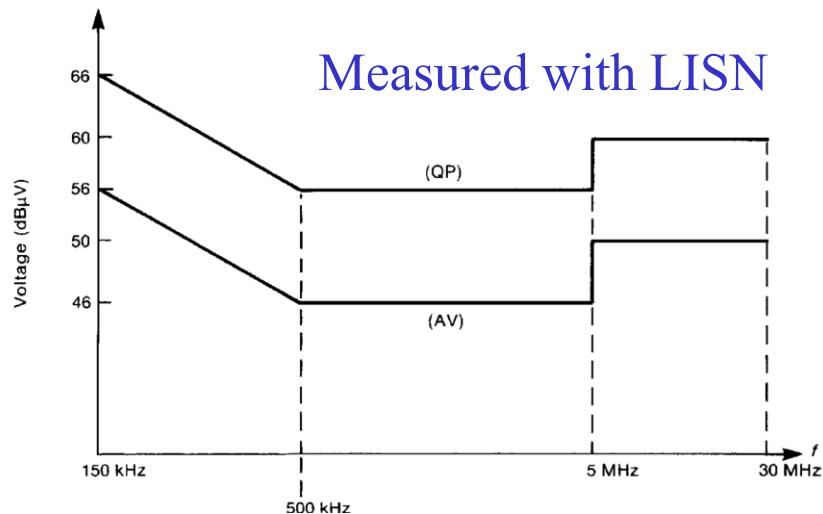 Measured with LISN
66
60
(QP)
56
50
46
(AV)
Voltage (dBµV)
f
150 kHz
5 MHz
30 MHz
500 kHz